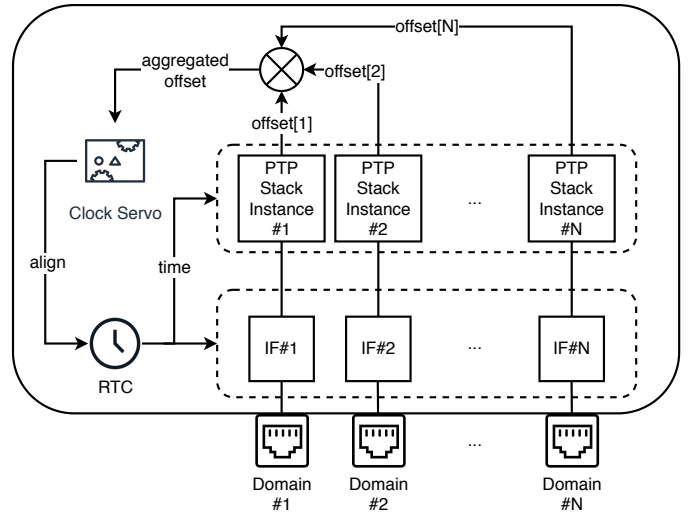 offset[N]
aggregated
offset
offset[2]
offset[1]
PTP
Stack
Instance
#1
PTP
Stack
Instance
#2
...
PTP
Stack
Instance
#N
Clock Servo
align
time
RTC
IF#1
IF#2
...
IF#N
Domain
#1
Domain
#2
...
Domain
#N